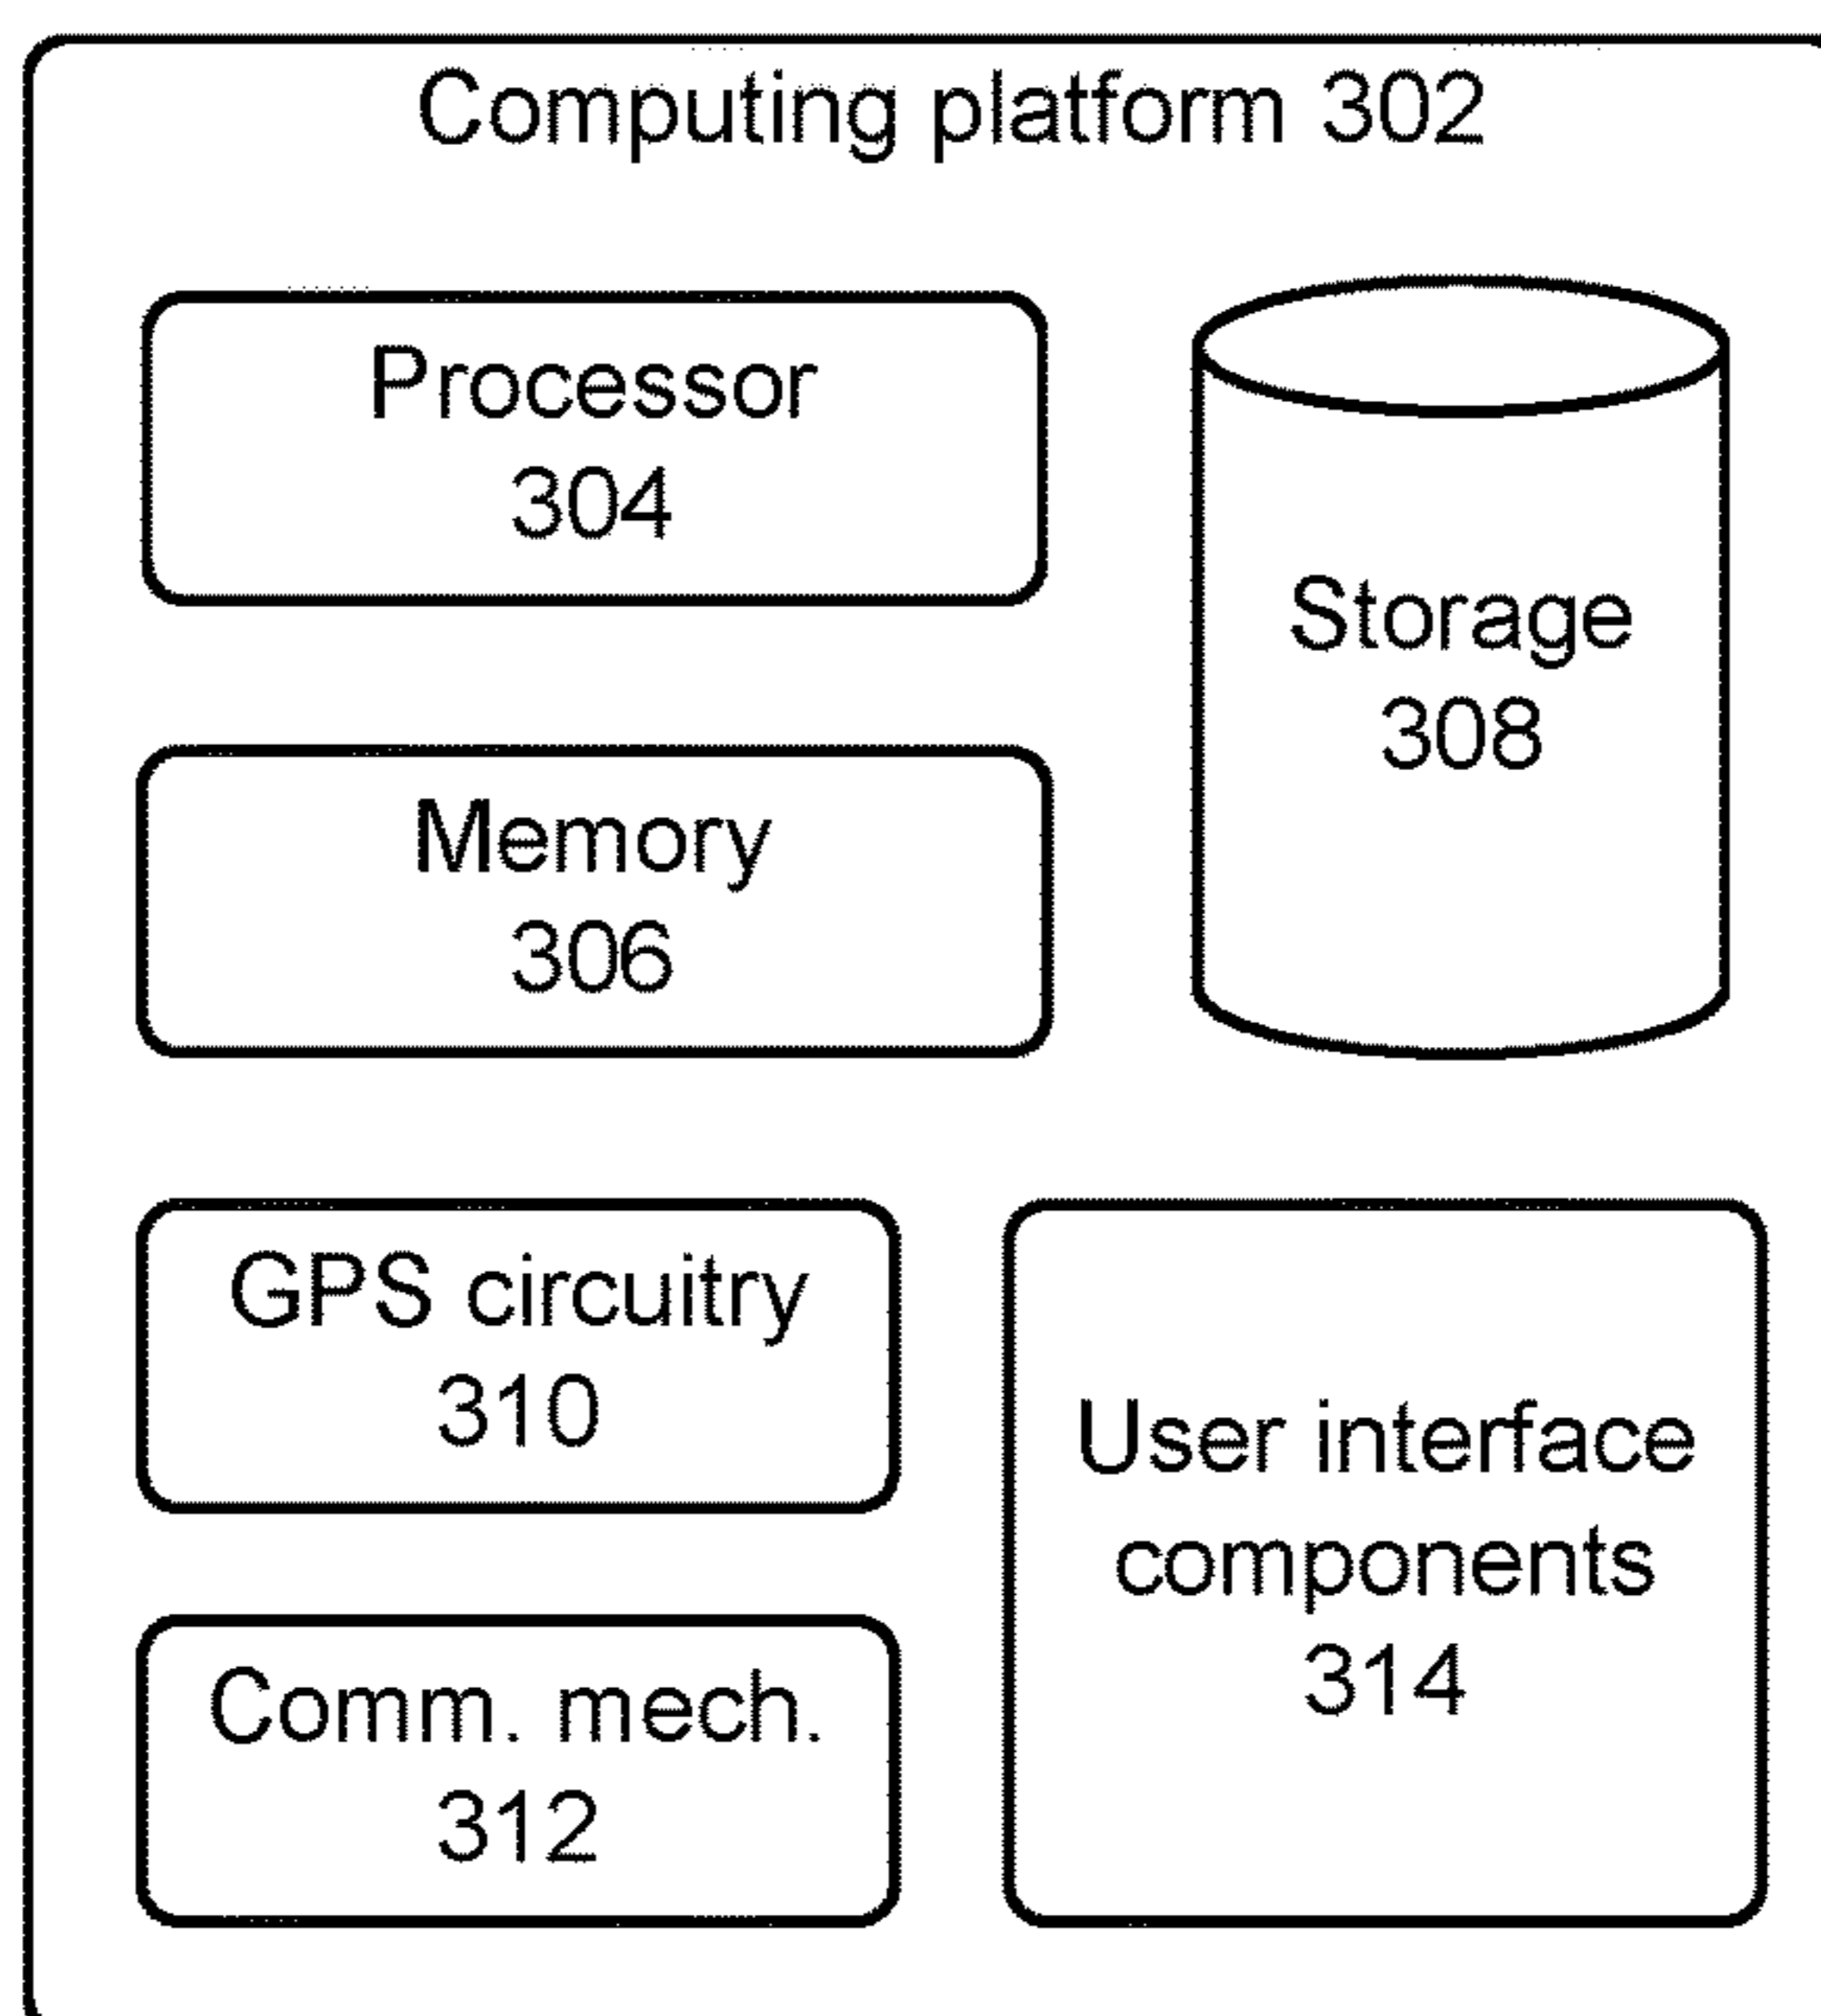 Computing platform 302
Processor
304
Storage
308
Memory
306
GPS circuitry
310
User interface
components
314
Comm. mech.
312